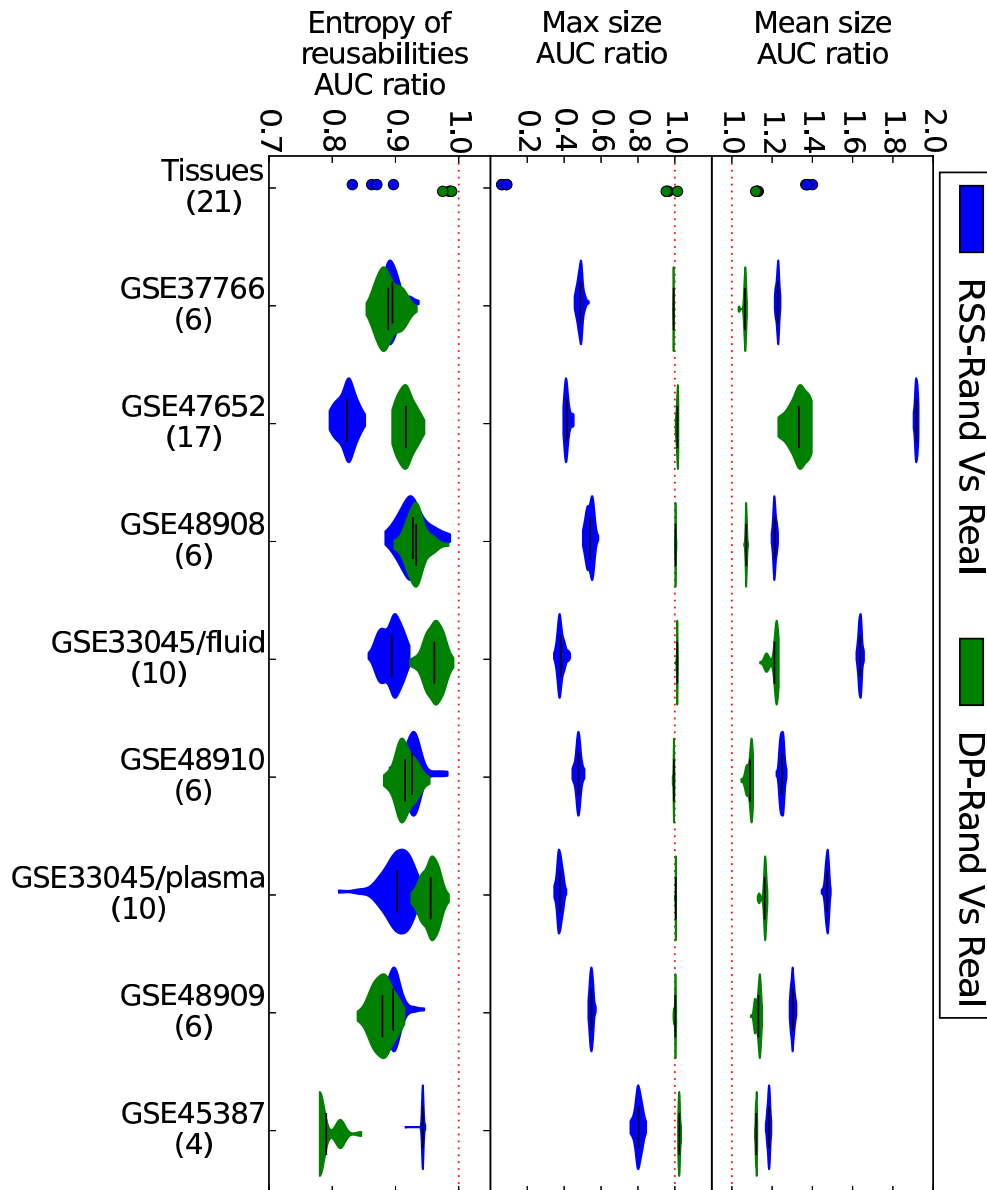 Entropy of
reusabilities
AUC ratio
Max size
AUC ratio
Mean size
AUC ratio
0.7
0.8
0.9
1.0
0.2
0.4
0.6
0.8
1.0
1.0
1.2
1.4
1.6
1.8
2.0
RSS-Rand Vs Real
DP-Rand Vs Real
Tissues
(21)
GSE37766
(6)
GSE47652
(17)
GSE48908
(6)
GSE33045/fluid
(10)
GSE48910
(6)
GSE33045/plasma
(10)
GSE48909
(6)
GSE45387
(4)